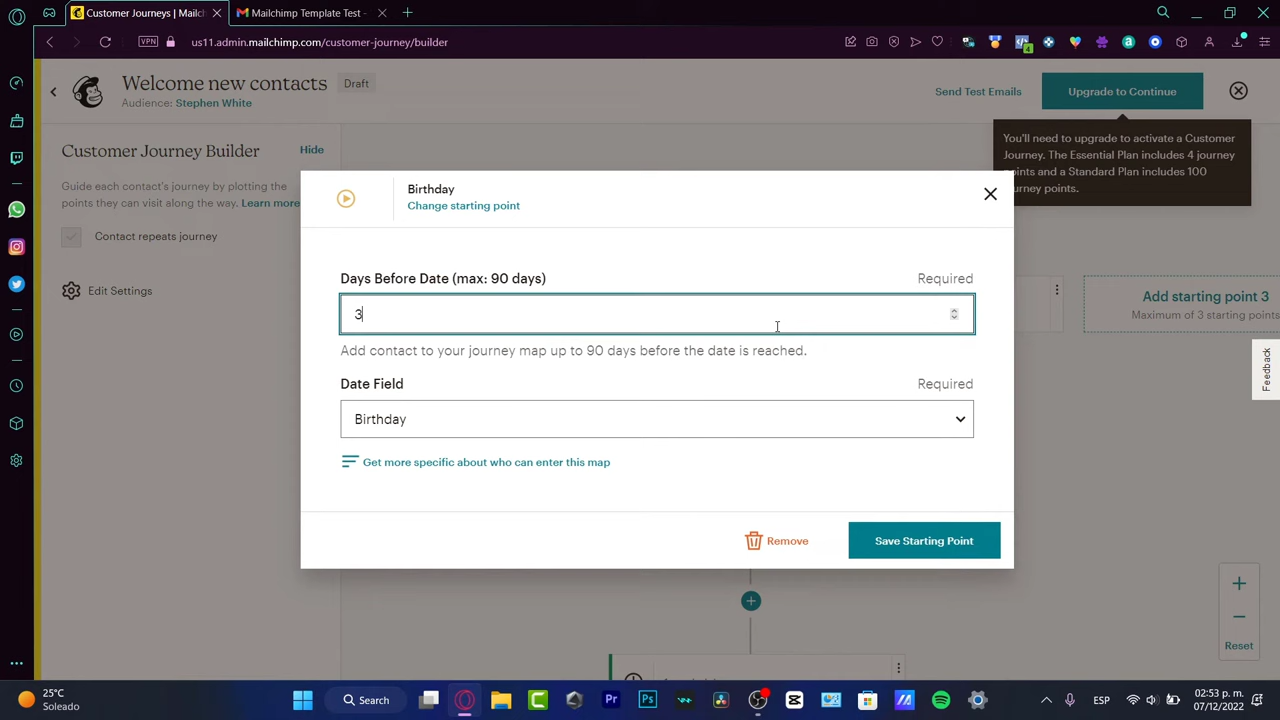 Customer Journeys | Mailc
Mailchimp Template Test -
VPN
us11.admin.mailchimp.com/customer-journey/builder
4
Welcome new contacts
Draft
Audience: Stephen White
Send Test Emails
Upgrade to Continue
You'll need to upgrade to activate a Customer
Journey. The Essential Plan includes 4 journey
points and a Standard Plan includes 100
journey points.
Customer Journey Builder
Hide
Guide each contact's journey by plotting the
points they can visit along the way. Learn more
Contact repeats journey
Edit Settings
Birthday
Change starting point
Days Before Date (max: 90 days)
Required
3
Add contact to your journey map up to 90 days before the date is reached.
Date Field
Required
Birthday
Get more specific about who can enter this map
Remove
Save Starting Point
Add starting point 3
Maximum of 3 starting points
Feedback
Reset
25°C
Soleado
Search
Pr
Ps
ESP
02:53 p. m.
07/12/2022